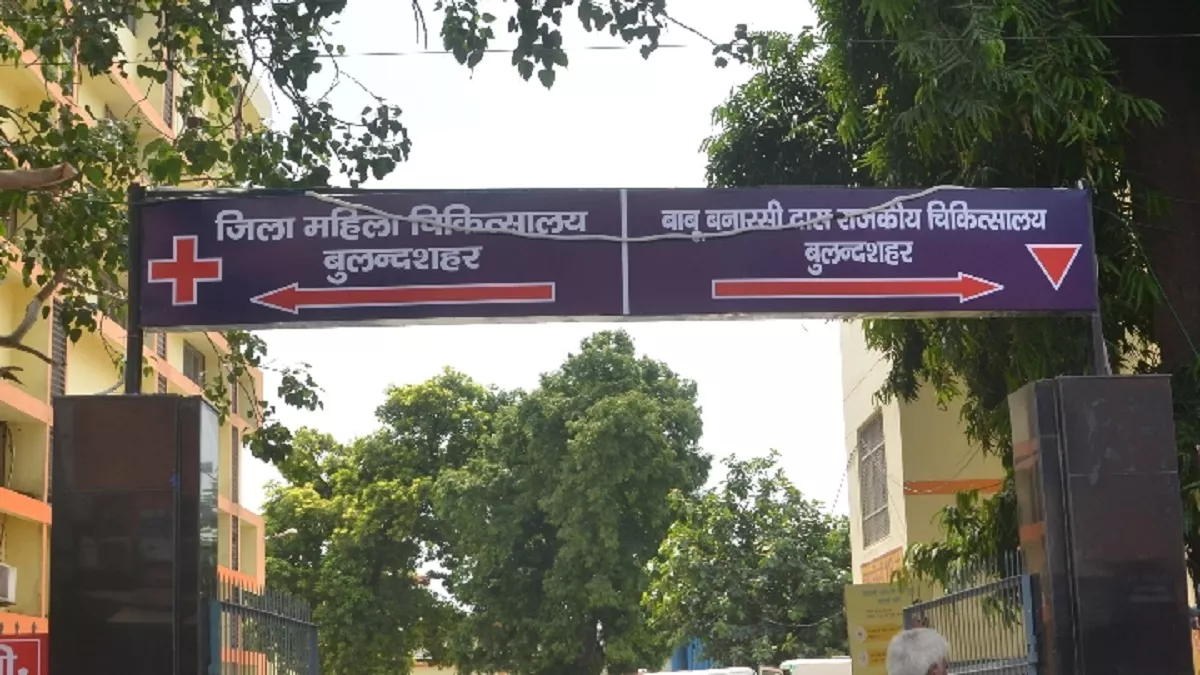 जिला महिला चिकित्सालय
बुलन्दशहर
बाबू बनारसी दास राजकीय चिकित्सालय
बुलन्दशहर